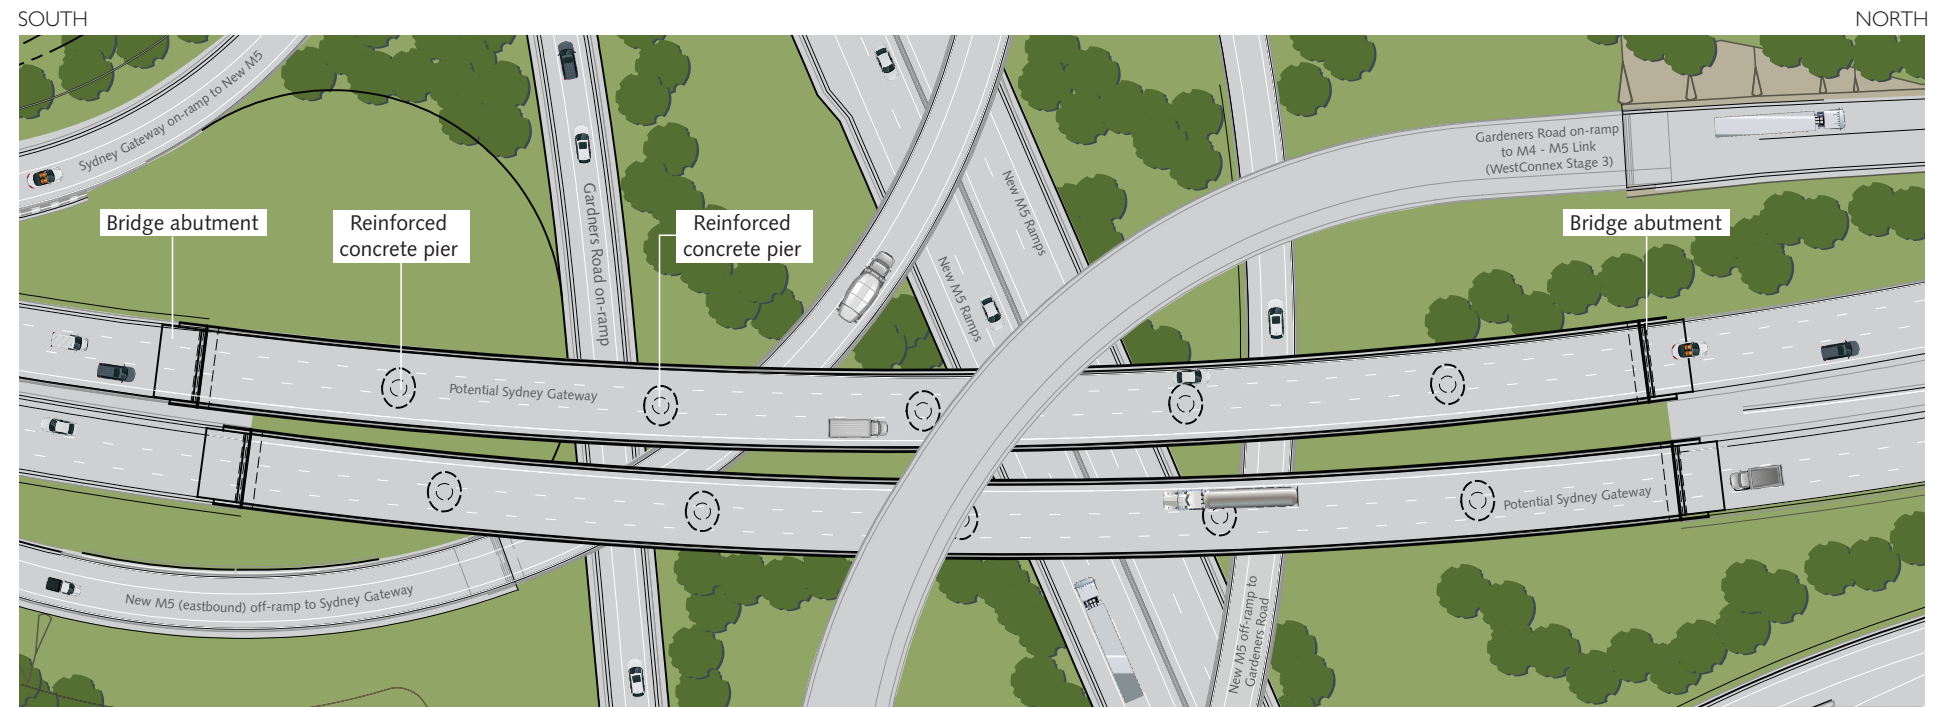 SOUTH
NORTH
Sydney Gateway on-ramp to New M5
Gardeners Road on-ramp
to M4 - M5 Link
(WestConnex Stage 3)
Bridge abutment
Reinforced
concrete pier
Gardners Road on-ramp
Reinforced
concrete pier
New M5 Ramps
New M5 Ramps
Bridge abutment
Potential Sydney Gateway
Potential Sydney Gateway
New M5 (eastbound) off-ramp to Sydney Gateway
New M5 off-ramp to
Gardeners Road